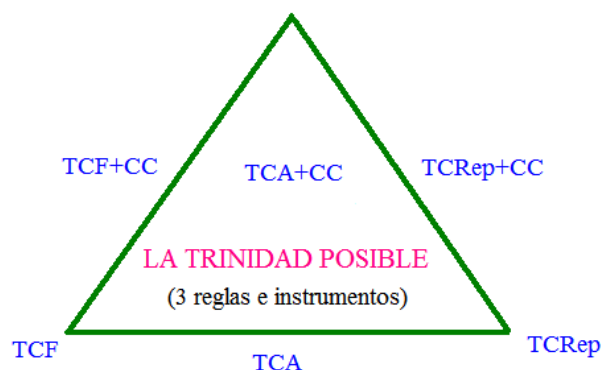 TCF+CC
TCA+CC
TCRep+CC
LA TRINIDAD POSIBLE
(3 reglas e instrumentos)
TCF
TCA
TCRep